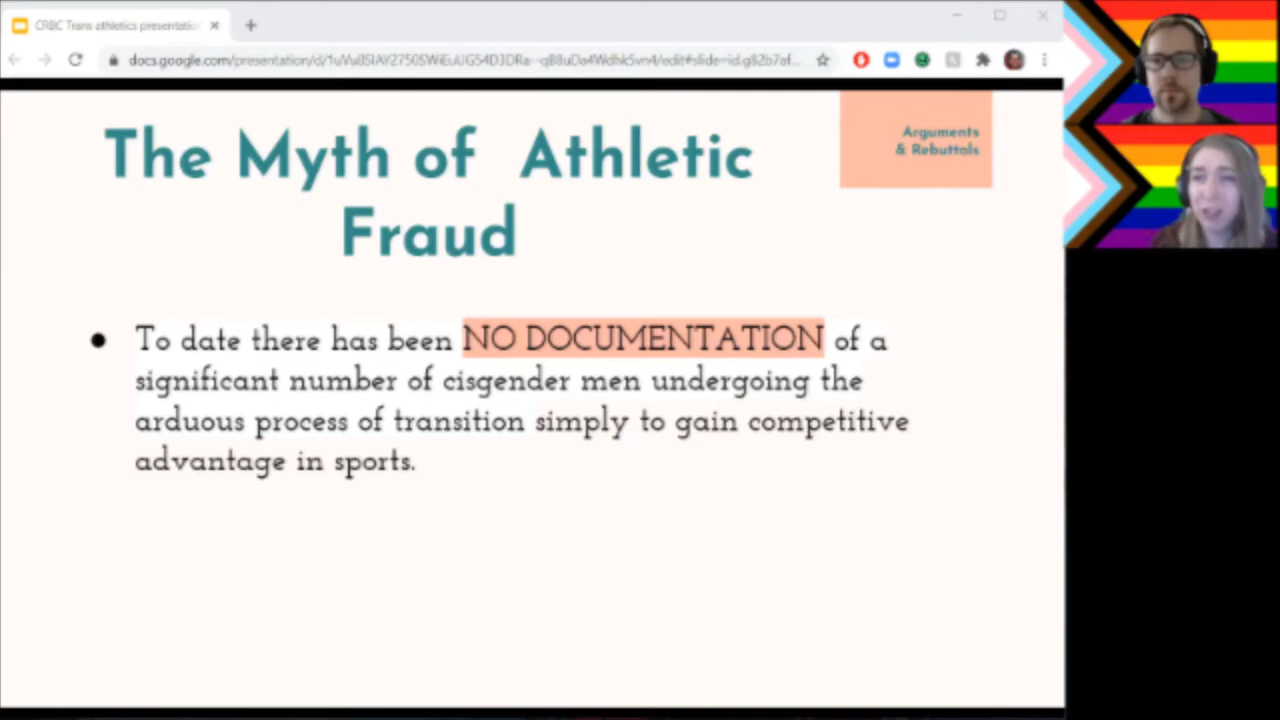 CRBC Trans athletics presentatio
The Myth of Athletic
Fraud
Arguments
& Rebuttals
To date there has been NO DOCUMENTATION of a
significant number of cisgender men undergoing the
arduous process of transition simply to gain competitive
advantage in sports.